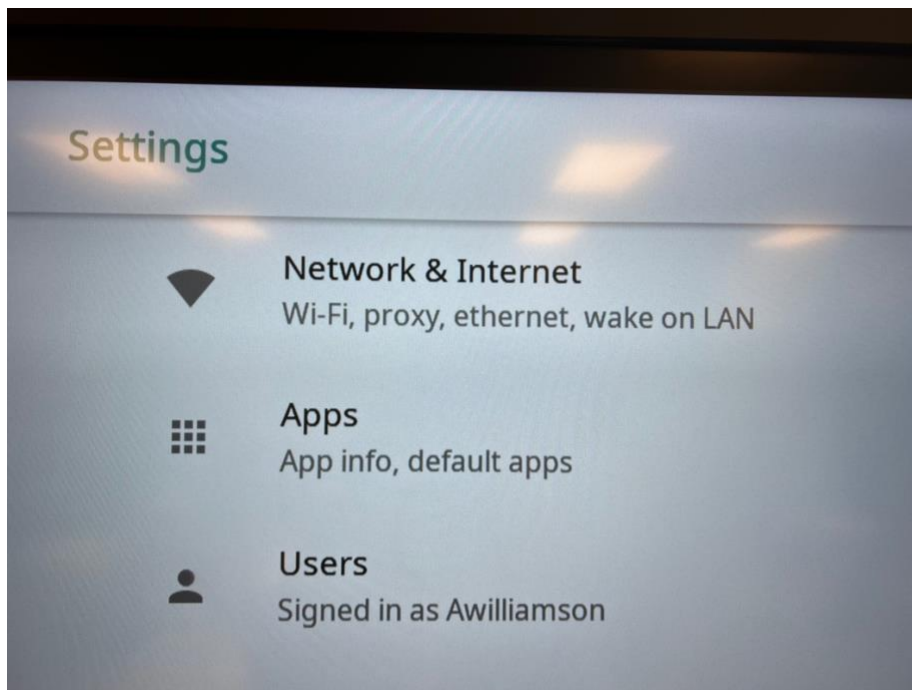 Settings
Network & Internet
Wi-Fi, proxy, ethernet, wake on LAN
Apps
App info, default apps
Users
Signed in as Awilliamson